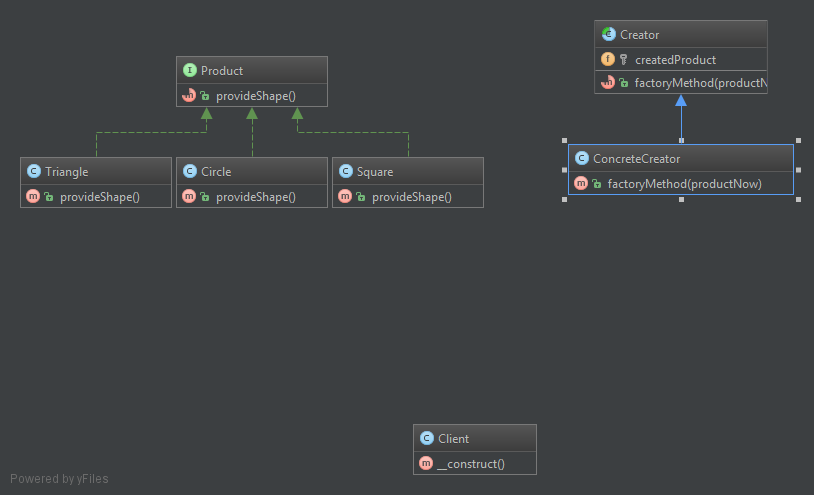 Creator
createdProduct
factoryMethod(productN
Product
provideShape()
Triangle
provideShape()
Circle
provideShape()
Square
provideShape()
ConcreteCreator
factoryMethod(productNow)
Client
__construct()
Powered by yFiles